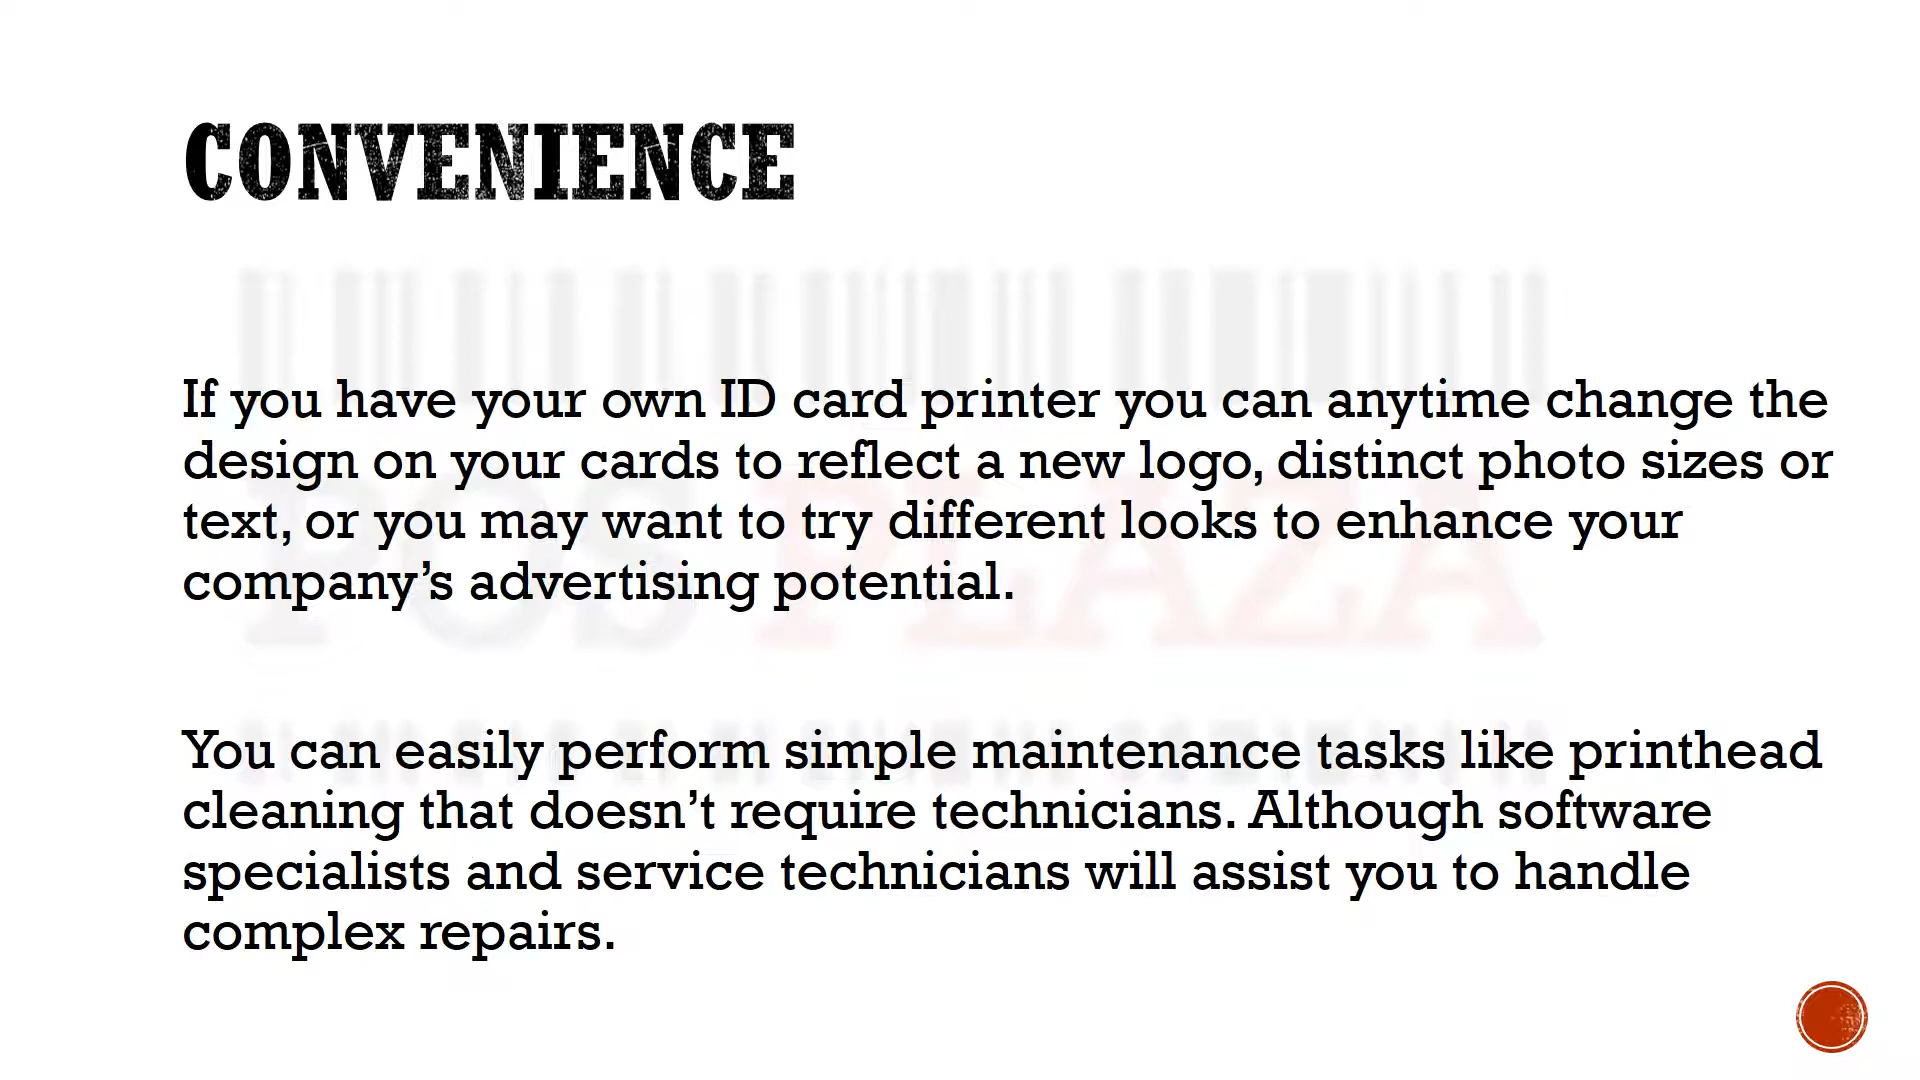 CONVENIENCE
If you have your own ID card printer you can anytime change the
design on your cards to reflect a new logo, distinct photo sizes or
text, or you may want to try different looks to enhance your
company’s advertising potential.
POS PLAZA
You can easily perform simple maintenance tasks like printhead
cleaning that doesn’t require technicians. Although software
specialists and service technicians will assist you to handle
complex repairs.